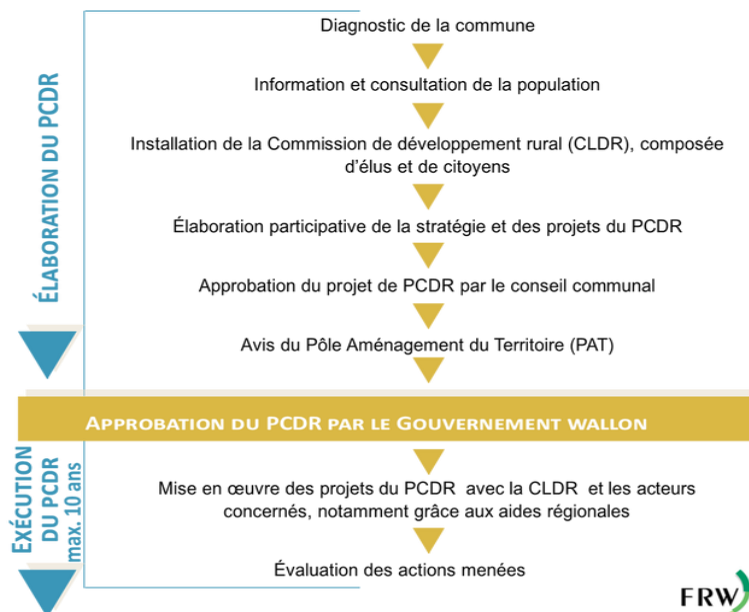 ÉLABORATION DU PCDR
Diagnostic de la commune
Information et consultation de la population
Installation de la Commission de développement rural (CLDR), composée
d'élus et de citoyens
Élaboration participative de la stratégie et des projets du PCDR
Approbation du projet de PCDR par le conseil communal
Avis du Pôle Aménagement du Territoire (PAT)
APPROBATION DU PCDR PAR LE GOUVERNEMENT WALLON
EXÉCUTION
DU PCDR
max. 10 ans
Mise en œuvre des projets du PCDR avec la CLDR et les acteurs
concernés, notamment grâce aux aides régionales
Évaluation des actions menées
FRW